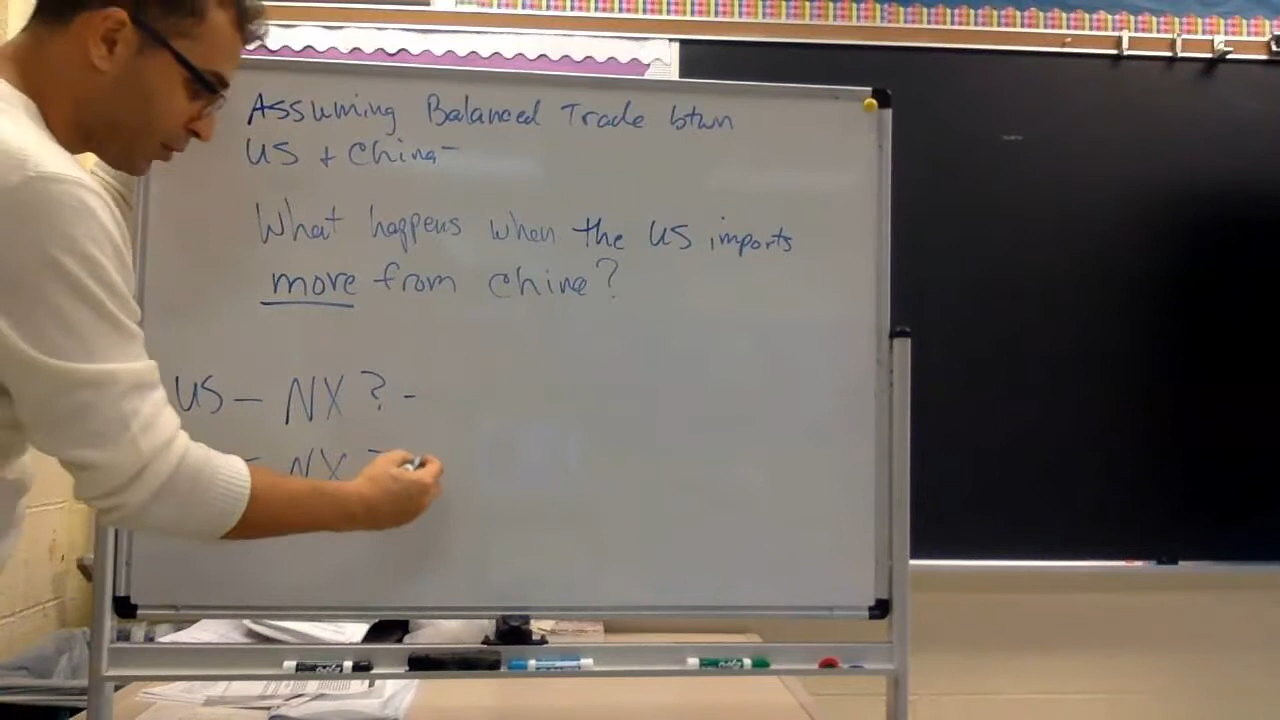 Assuming Balanced Trade btwn
US + China-
What happens when the US imports
more from China?
US - NX ? -
- NX ?